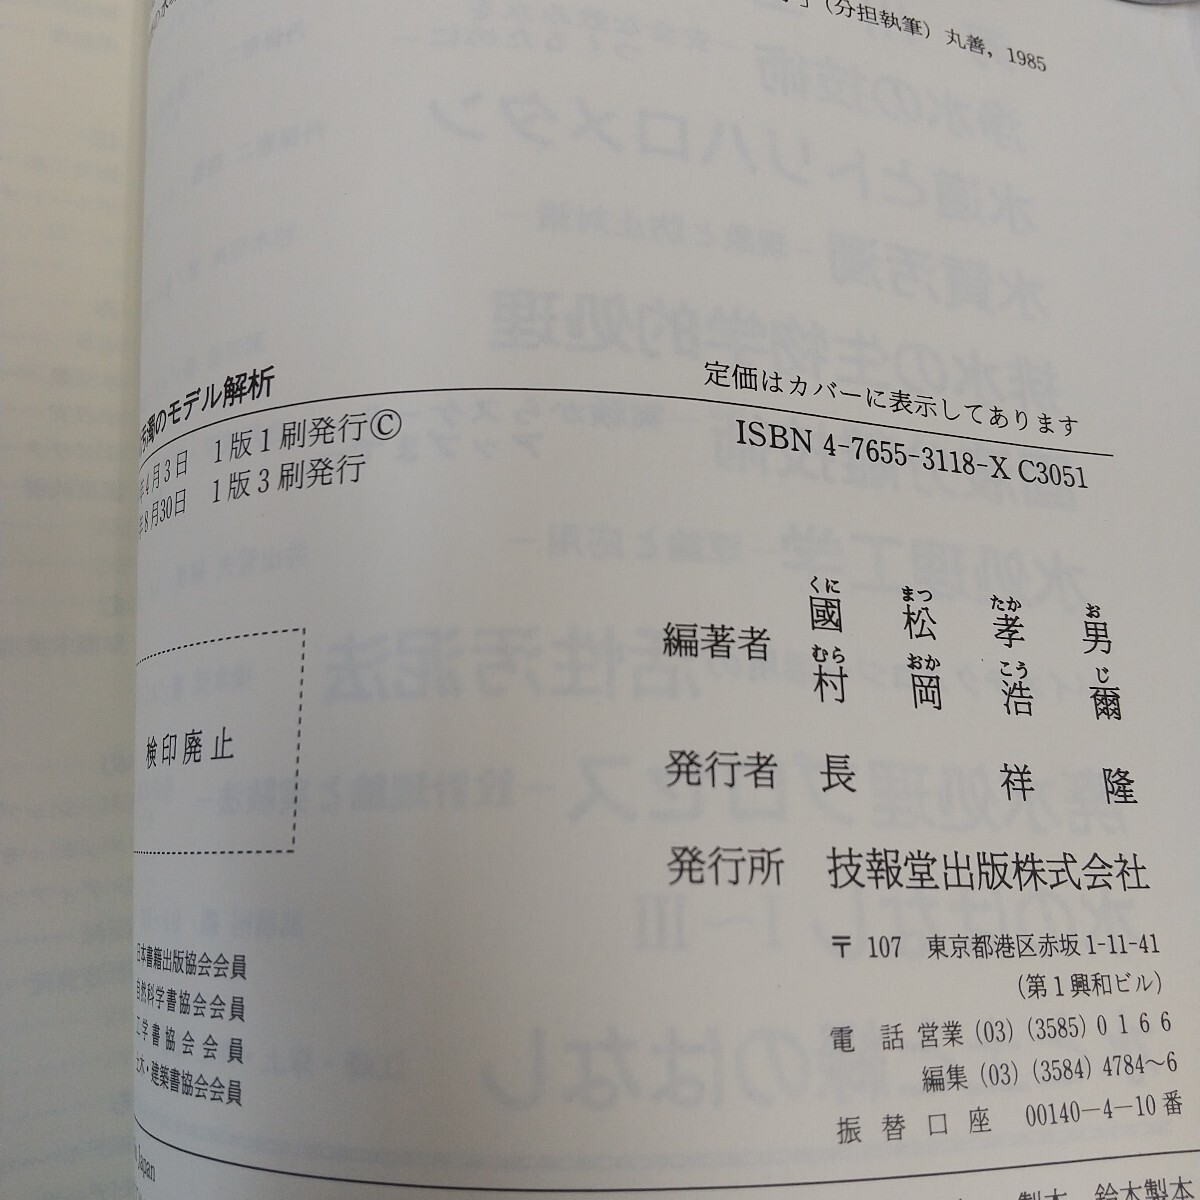 」(分担執筆) 丸善, 1985
汚濁のモデル解析
定価はカバーに表示してあります
年4月3日 1版1刷発行©
年8月30日 1版3刷発行
ISBN 4-7655-3118-X C3051
くに まつ たか お
編著者 國松孝男
むら おか こう じ
村岡浩爾
検印廃止
発行者 長 祥隆
発行所 技報堂出版株式会社
〒107 東京都港区赤坂1-11-41
(第1興和ビル)
電話 営業 (03) (3585) 0166
編集 (03) (3584) 4784~6
振替口座 00140-4-10番
日本書籍出版協会会員
自然科学書協会会員
工学書協会会員
土木・建築書協会会員
Japan
製本 鈴木製本